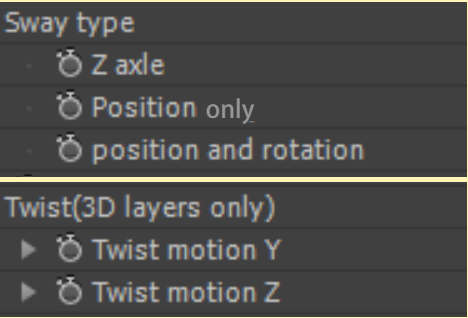 Sway type
Z axle
Position only
position and rotation
Twist(3D layers only)
Twist motion Y
Twist motion Z